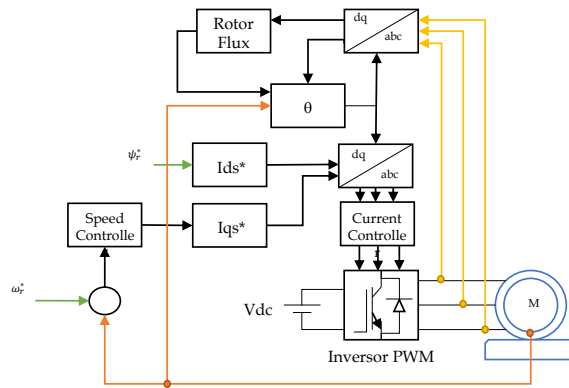 Rotor
Flux
dq
abc
θ
ψr*
Ids*
dq
abc
Speed
Controlle
Iqs*
Current
Controlle
r
ωr*
Vdc
M
Inversor PWM